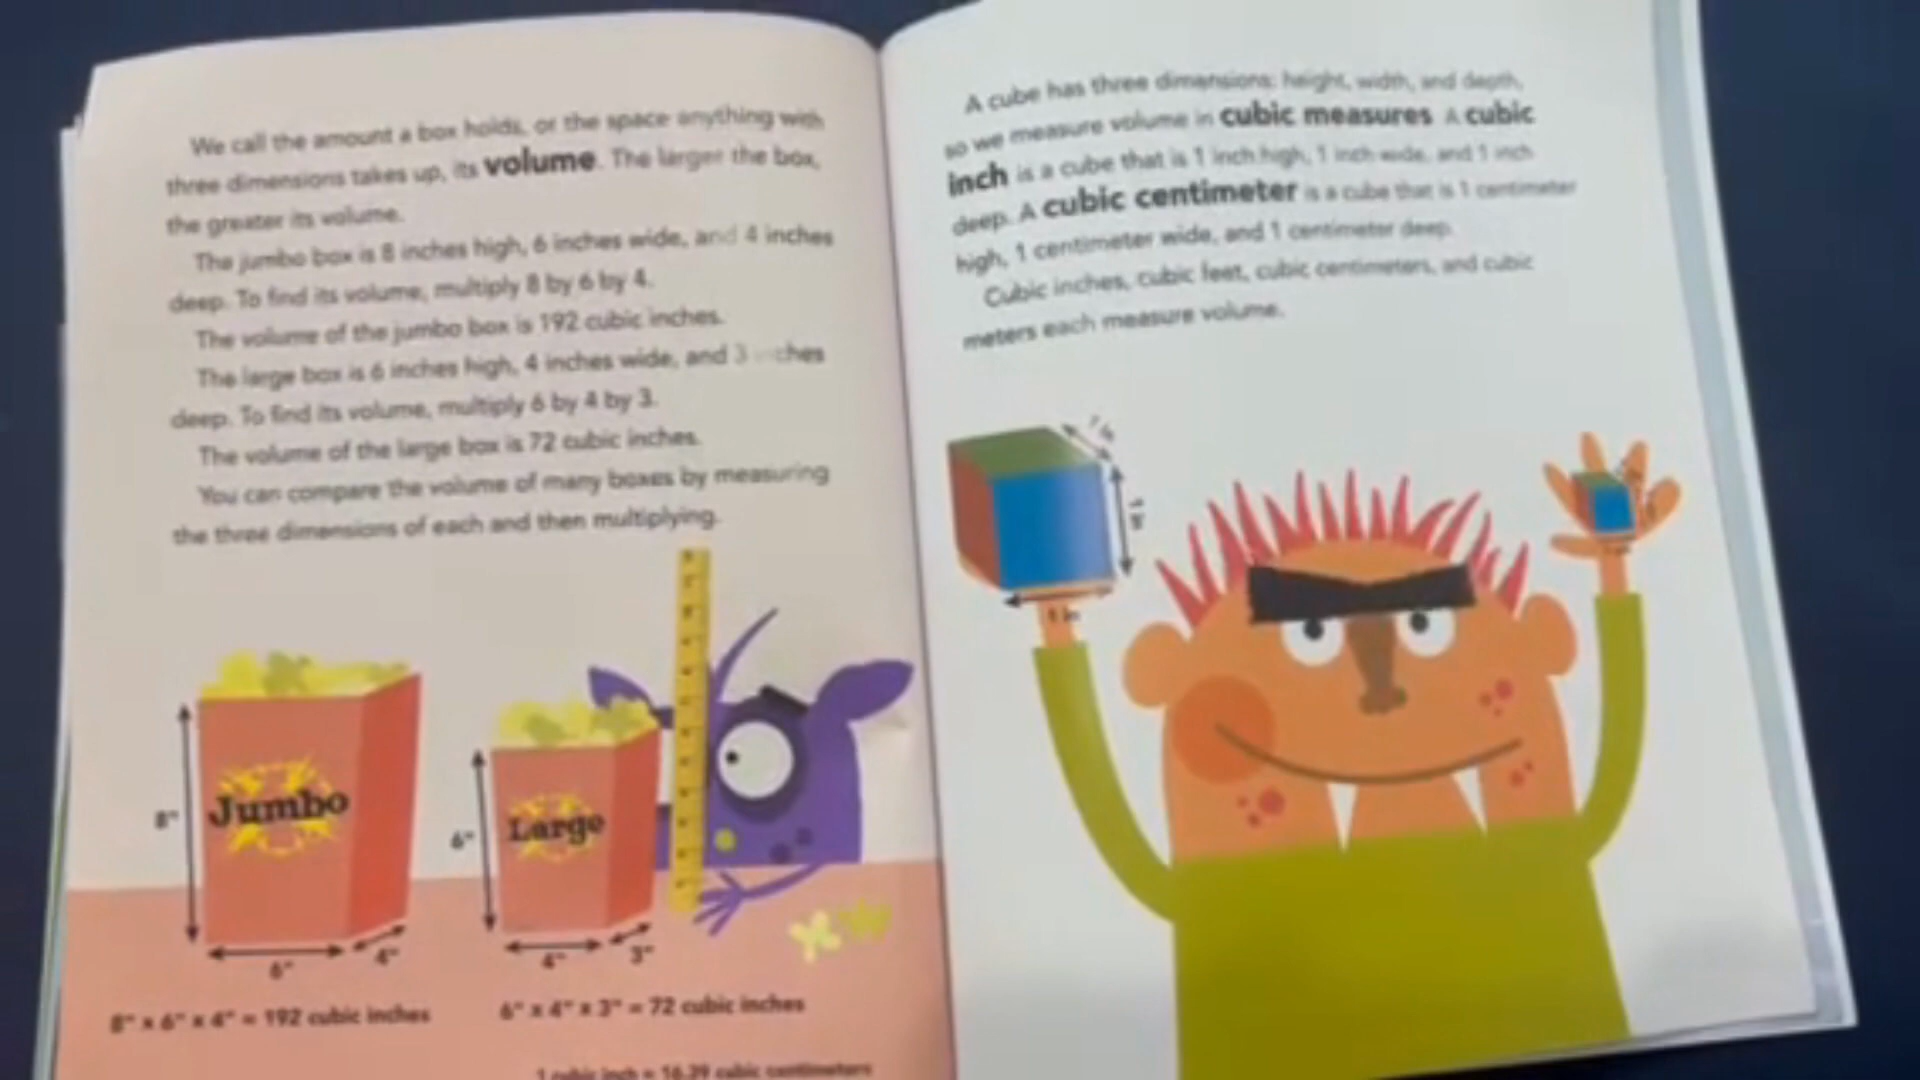 We call the amount a box holds, or the space anything with
three dimensions takes up, its volume. The larger the box,
the greater its volume.
The jumbo box is 8 inches high, 6 inches wide, and 4 inches
deep. To find its volume, multiply 8 by 6 by 4.
The volume of the jumbo box is 192 cubic inches.
The large box is 6 inches high, 4 inches wide, and 3 inches
deep. To find its volume, multiply 6 by 4 by 3.
The volume of the large box is 72 cubic inches.
You can compare the volume of many boxes by measuring
the three dimensions of each and then multiplying.
8"
Jumbo
6"
4"
6"
Large
4"
3"
8" x 6" x 4" = 192 cubic inches
6" x 4" x 3" = 72 cubic inches
1 cubic inch = 16.39 cubic centimeters
A cube has three dimensions: height, width, and depth,
so we measure volume in cubic measures. A cubic
inch is a cube that is 1 inch high, 1 inch wide, and 1 inch
deep. A cubic centimeter is a cube that is 1 centimeter
high, 1 centimeter wide, and 1 centimeter deep.
Cubic inches, cubic feet, cubic centimeters, and cubic
meters each measure volume.
1 in
1 in
1 in